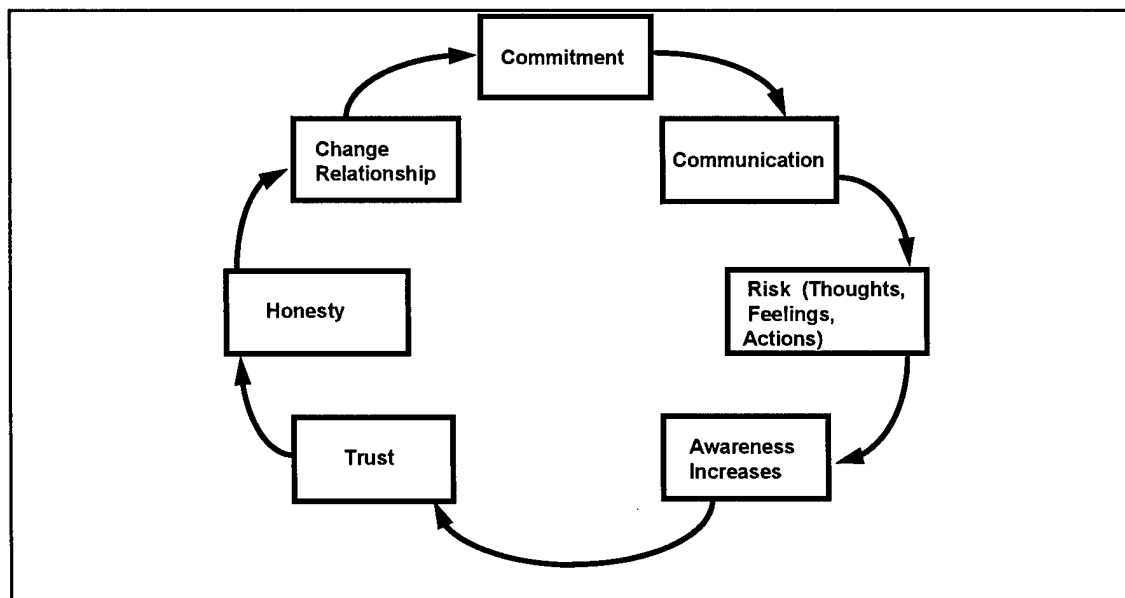 Commitment
Communication
Risk (Thoughts,
Feelings,
Actions)
Awareness
Increases
Trust
Honesty
Change
Relationship